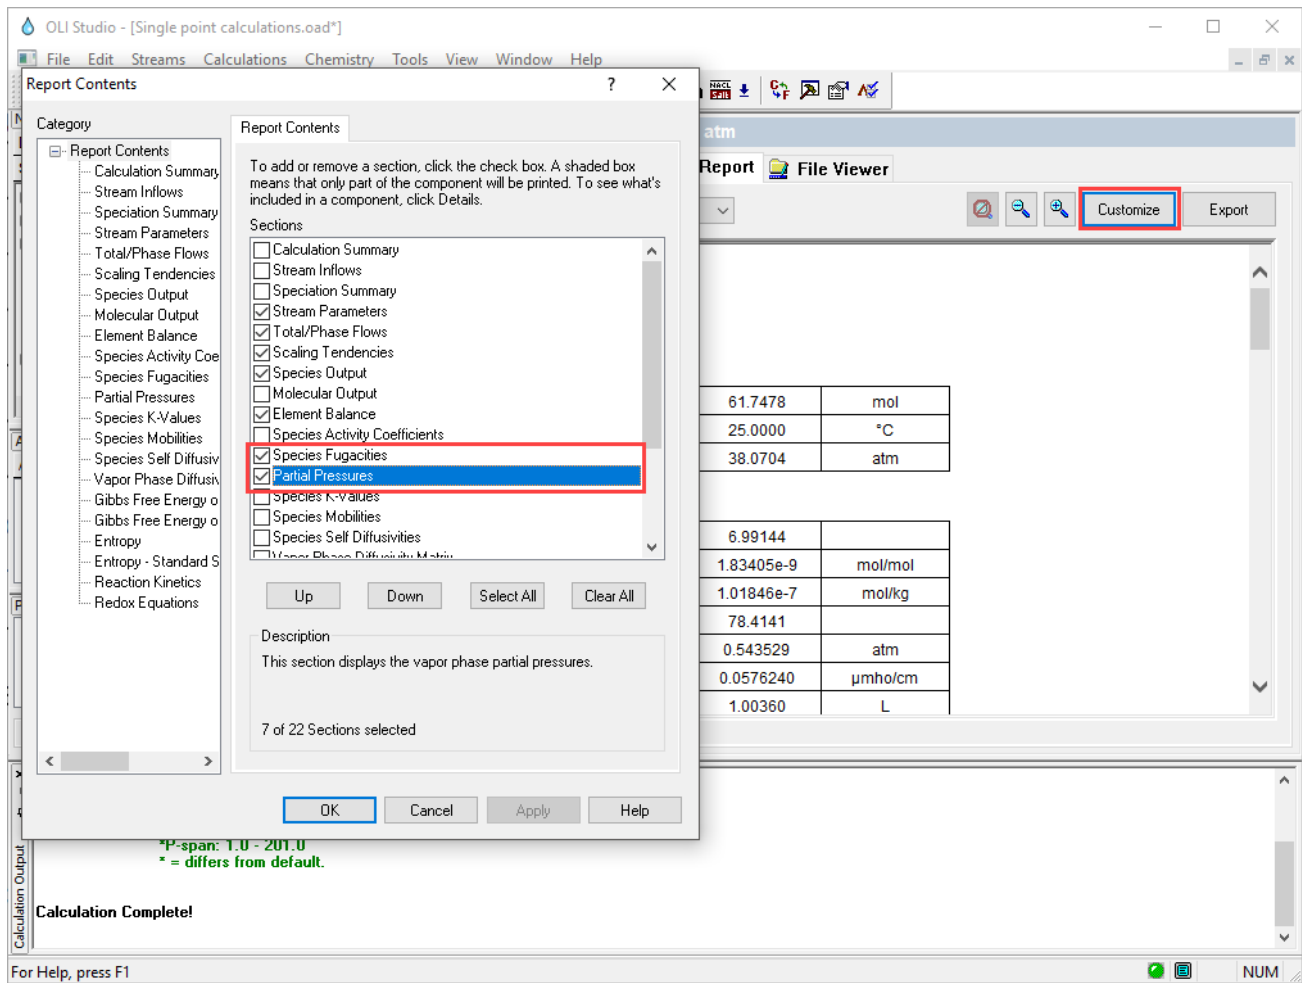 OLI Studio - [Single point calculations.oad*]
File Edit Streams Calculations Chemistry Tools View Window Help
Report Contents
?
Category
Report Contents
Calculation Summary
Stream Inflows
Speciation Summary
Stream Parameters
Total/Phase Flows
Scaling Tendencies
Species Output
Molecular Output
Element Balance
Species Activity Coe
Species Fugacities
Partial Pressures
Species K-Values
Species Mobilities
Species Self Diffusiv
Vapor Phase Diffusiv
Gibbs Free Energy o
Gibbs Free Energy o
Entropy
Entropy - Standard S
Reaction Kinetics
Redox Equations
Report Contents
To add or remove a section, click the check box. A shaded box
means that only part of the component will be printed. To see what's
included in a component, click Details.
Sections
Calculation Summary
Stream Inflows
Speciation Summary
Stream Parameters
Total/Phase Flows
Scaling Tendencies
Species Output
Molecular Output
Element Balance
Species Activity Coefficients
Species Fugacities
Partial Pressures
Species K-Values
Species Mobilities
Species Self Diffusivities
Vapor Phase Diffusivity Matrix
Up Down Select All Clear All
Description
This section displays the vapor phase partial pressures.
7 of 22 Sections selected
OK Cancel Apply Help
atm
Report File Viewer
Customize Export
61.7478 mol
25.0000 °C
38.0704 atm
6.99144
1.83405e-9 mol/mol
1.01846e-7 mol/kg
78.4141
0.543529 atm
0.0576240 µmho/cm
1.00360 L
*P-span: 1.0 - 201.0
* = differs from default.
Calculation Complete!
Calculation Output
For Help, press F1
NUM